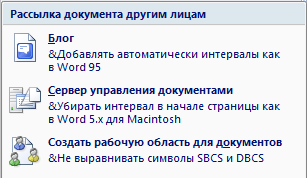 Рассылка документа другим лицам
Блог
&Добавлять автоматически интервалы как
в Word 95
Сервер управления документами
&Убирать интервал в начале страницы как
в Word 5.x для Macintosh
Создать рабочую область для документов
&Не выравнивать символы SBCS и DBCS